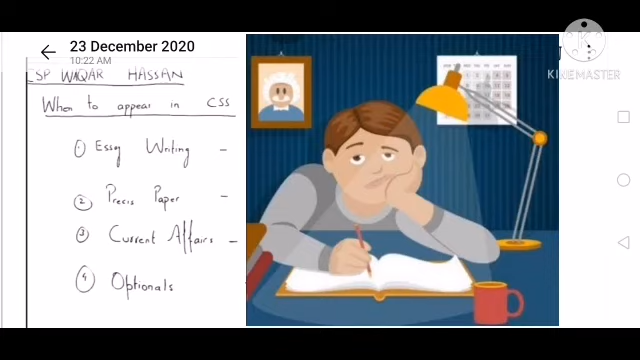 23 December 2020
10:22 AM
CSP WAQAR HASSAN
When to appear in CSS
① Essay Writing -
② Precis Paper -
③ Current Affairs -
④ Optionals
KINEMASTER